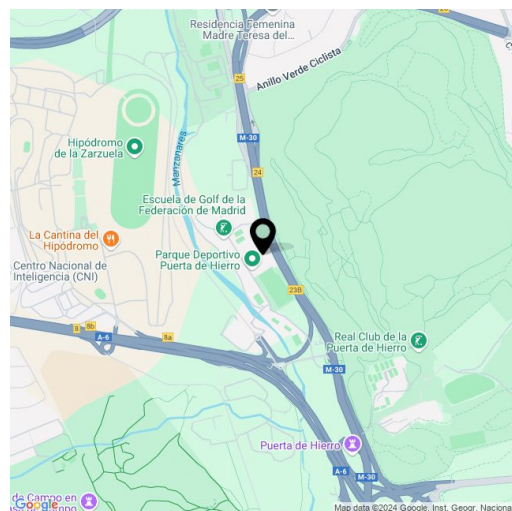 Residencia Femenina
Madre Teresa del...
25
Anillo Verde Ciclista
Manzanares
M-30
Hipódromo
de la Zarzuela
24
Escuela de Golf de la
Federación de Madrid
La Cantina del
Hipódromo
Parque Deportivo
Puerta de Hierro
Centro Nacional de
Inteligencia (CNI)
23B
9
8b
8a
A-6
Real Club de la
Puerta de Hierro
M-30
Puerta de Hierro
A-6
M-30
de Campo en
Google
Map data ©2024 Google, Inst. Geogr. Naciona